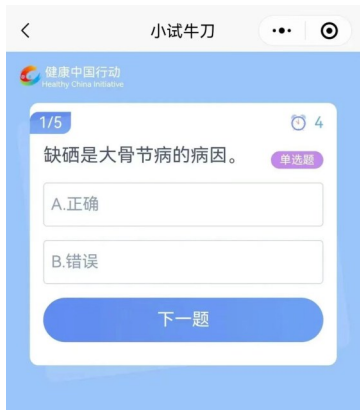 小试牛刀
健康中国行动
Healthy China Initiative
1/5
4
缺硒是大骨节病的病因。
单选题
A.正确
B.错误
下一题